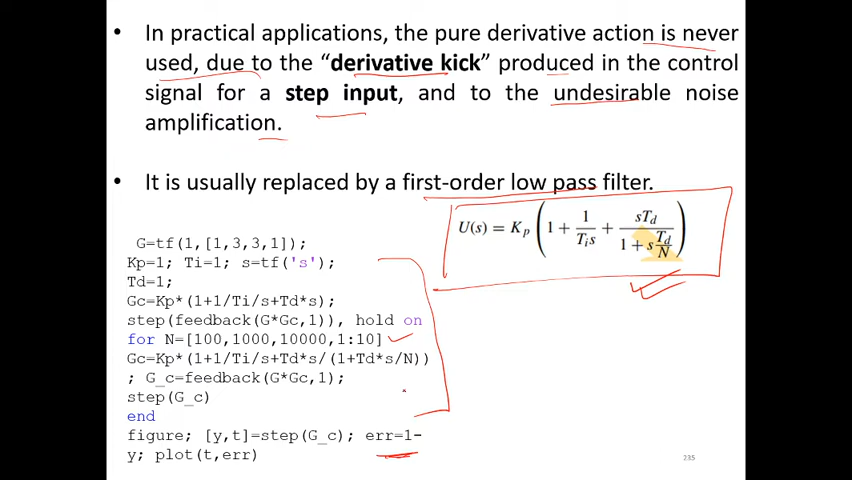 • In practical applications, the pure derivative action is never
used, due to the “derivative kick” produced in the control
signal for a step input, and to the undesirable noise
amplification.
• It is usually replaced by a first-order low pass filter.
U(s) = K_p (1 + 1/(T_i s) + sT_d/(1 + s T_d/N))
G=tf(1,[1,3,3,1]);
Kp=1; Ti=1; s=tf('s');
Td=1;
Gc=Kp*(1+1/Ti/s+Td*s);
step(feedback(G*Gc,1)), hold on
for N=[100,1000,10000,1:10]
Gc=Kp*(1+1/Ti/s+Td*s/(1+Td*s/N))
; G_c=feedback(G*Gc,1);
step(G_c)
end
figure; [y,t]=step(G_c); err=1-
y; plot(t,err)
235